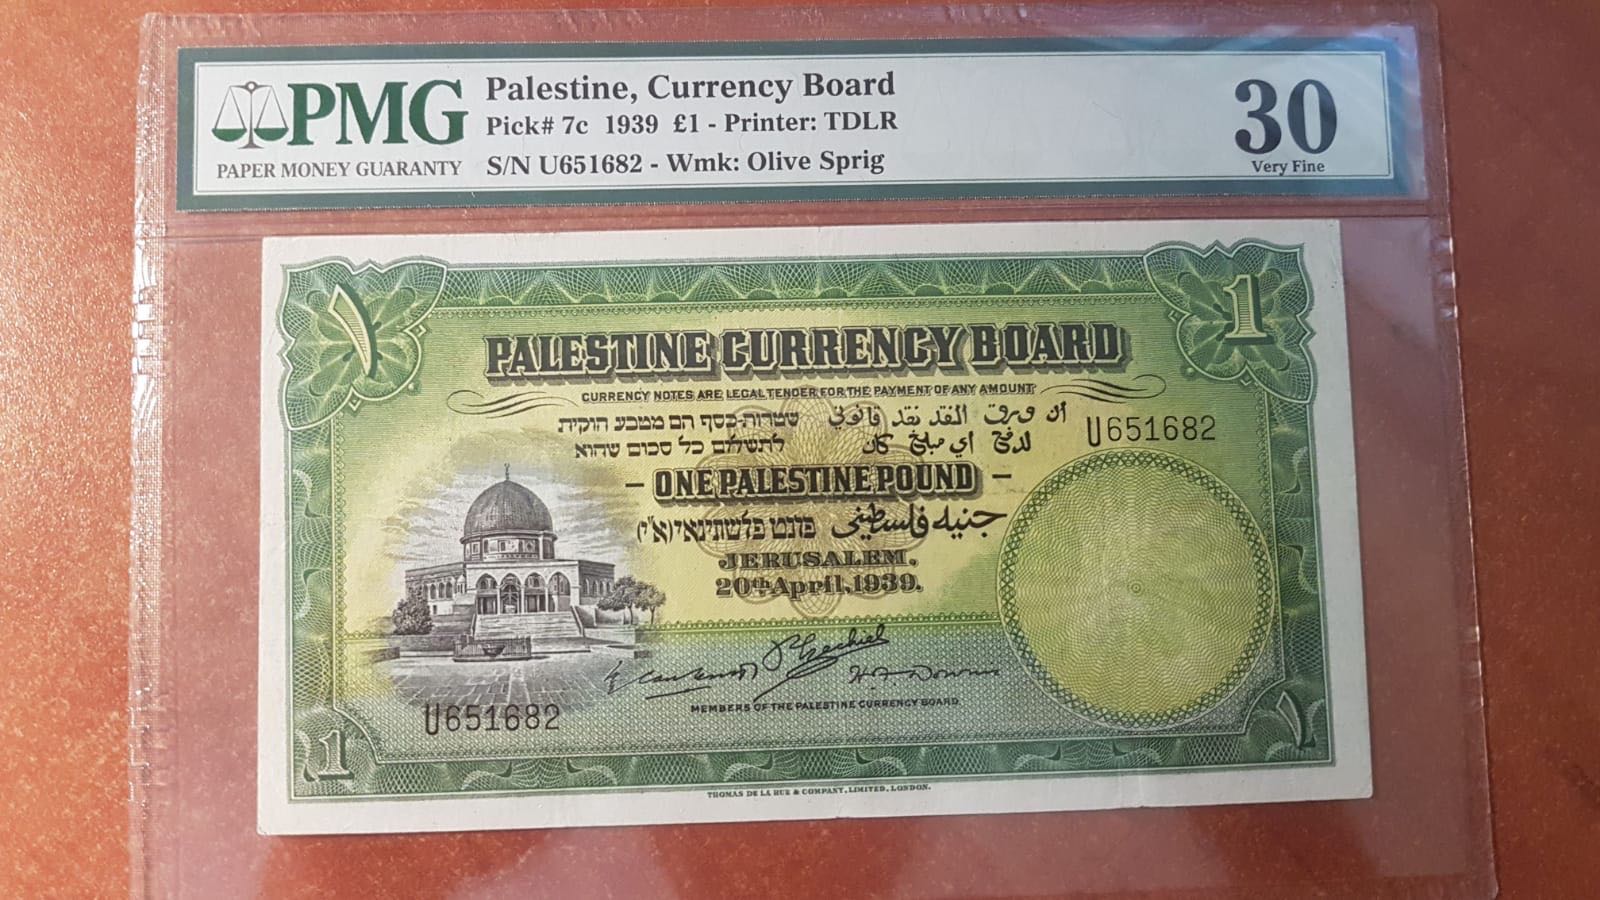 PMG
PAPER MONEY GUARANTY
Palestine, Currency Board
Pick# 7c 1939 £1 - Printer: TDLR
S/N U651682 - Wmk: Olive Sprig
30
Very Fine
١
1
PALESTINE CURRENCY BOARD
CURRENCY NOTES ARE LEGAL TENDER FOR THE PAYMENT OF ANY AMOUNT
שטרות-כסף הם מטבע חוקית
לתשלום כל סכום שהוא
أن ورق النقد نقد قانوني
لدفع أي مبلغ كان
U651682
- ONE PALESTINE POUND -
פונט פלשתינאי (א"י)
جنيه فلسطيني
JERUSALEM.
20th April, 1939.
MEMBERS OF THE PALESTINE CURRENCY BOARD
U651682
1
١
THOMAS DE LA RUE & COMPANY, LIMITED, LONDON.